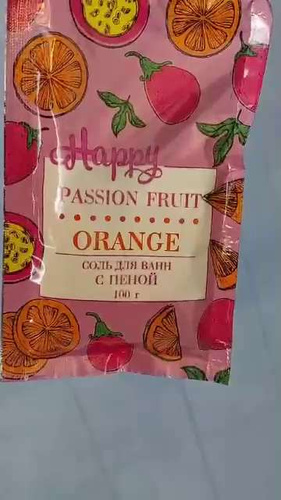 Happy
PASSION FRUIT
ORANGE
СОЛЬ ДЛЯ ВАНН
С ПЕНОЙ
100 г